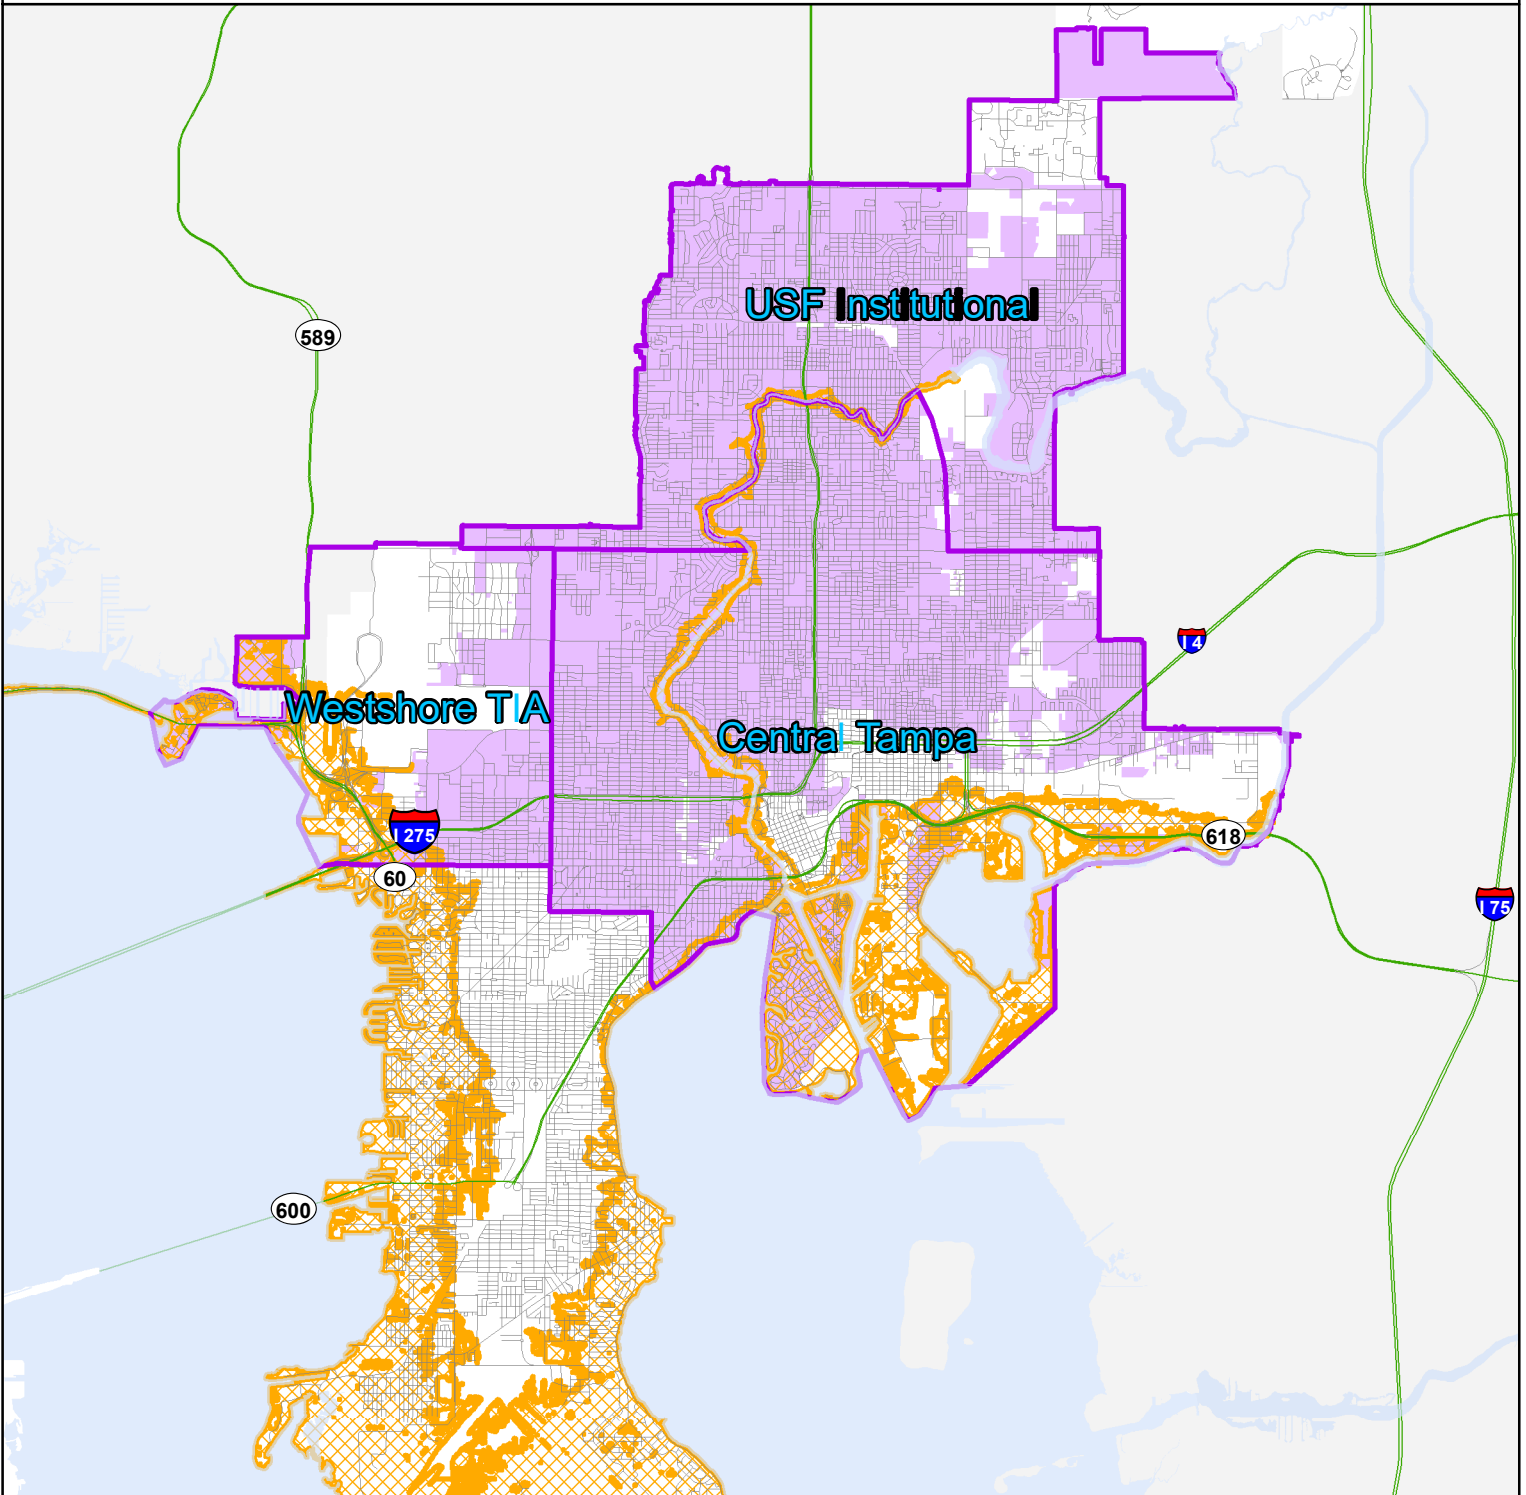 USF Institutional
589
I 4
Westshore TIA
Central Tampa
I 275
618
60
I 75
600